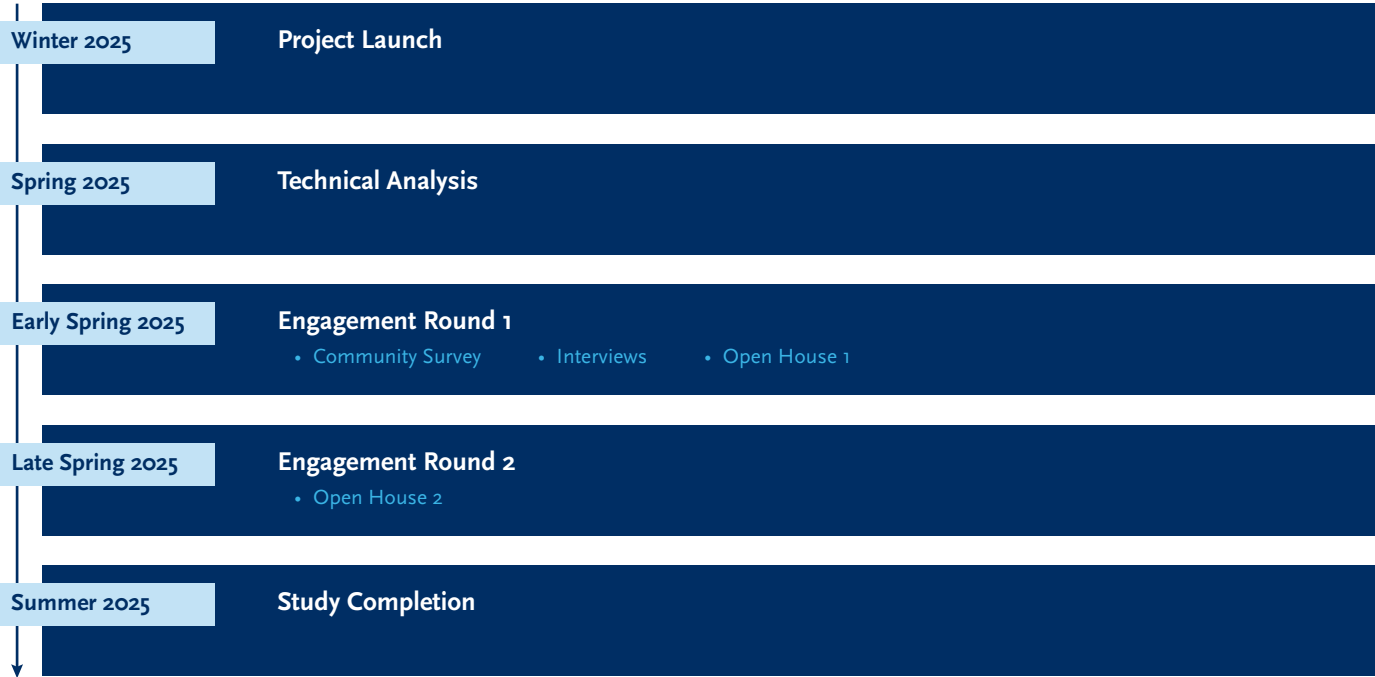 Winter 2025 Project Launch
Spring 2025 Technical Analysis
Early Spring 2025 Engagement Round 1
• Community Survey • Interviews • Open House 1
Late Spring 2025 Engagement Round 2
• Open House 2
Summer 2025 Study Completion